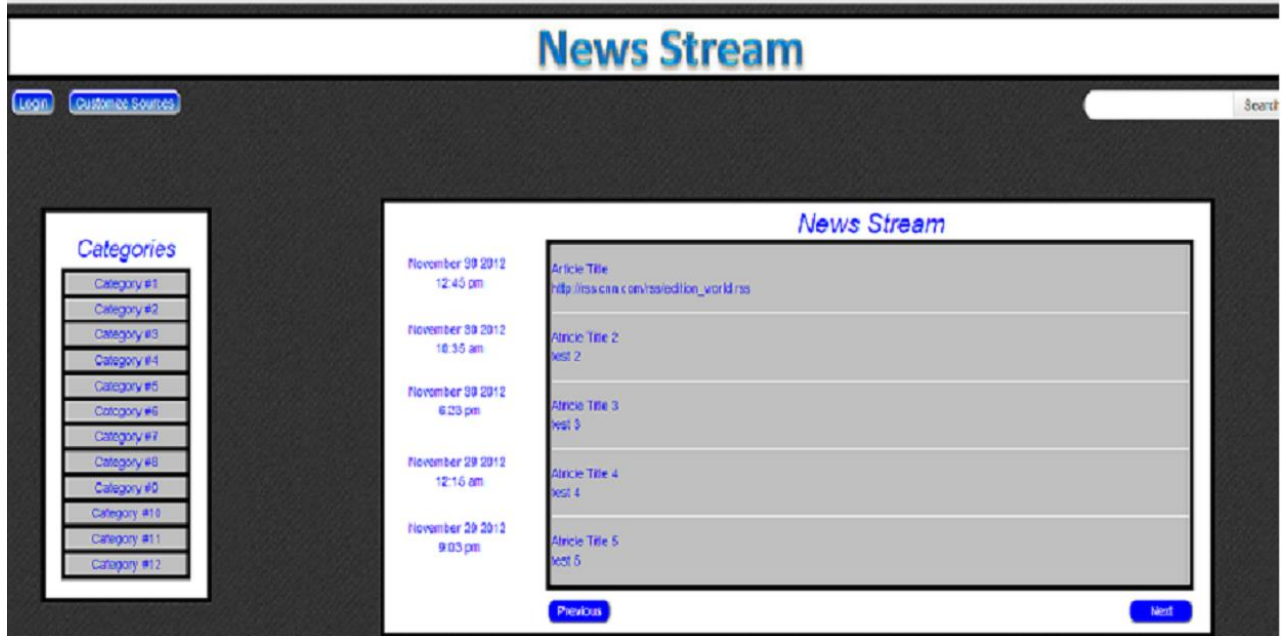 News Stream
Login
Customize Sources
Search
Categories
Category #1
Category #2
Category #3
Category #4
Category #5
Category #6
Category #7
Category #8
Category #9
Category #10
Category #11
Category #12
News Stream
November 30 2012
12:45 pm
Article Title
http://rss.cnn.com/rss/edition_world.rss
November 30 2012
10:35 am
Atricle Title 2
test 2
November 30 2012
6:23 pm
Atricle Title 3
test 3
November 29 2012
12:15 am
Atricle Title 4
test 4
November 29 2012
9:03 pm
Atricle Title 5
test 5
Previous
Next